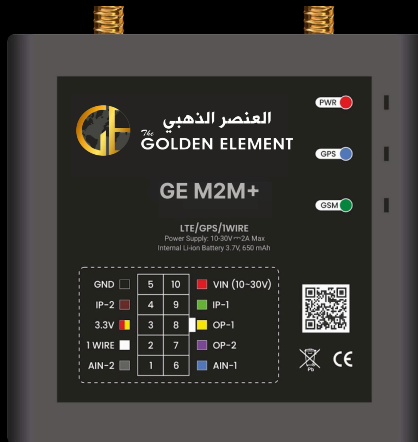 العنصر الذهبي
The GOLDEN ELEMENT
GE M2M+
LTE/GPS/1WIRE
Power Supply: 10-30V⎓2A Max
Internal Li-ion Battery 3.7V, 650 mAh
PWR
GPS
GSM
GND 5 10 VIN (10-30V)
IP-2 4 9 IP-1
3.3V 3 8 OP-1
1 WIRE 2 7 OP-2
AIN-2 1 6 AIN-1
Pb
CE